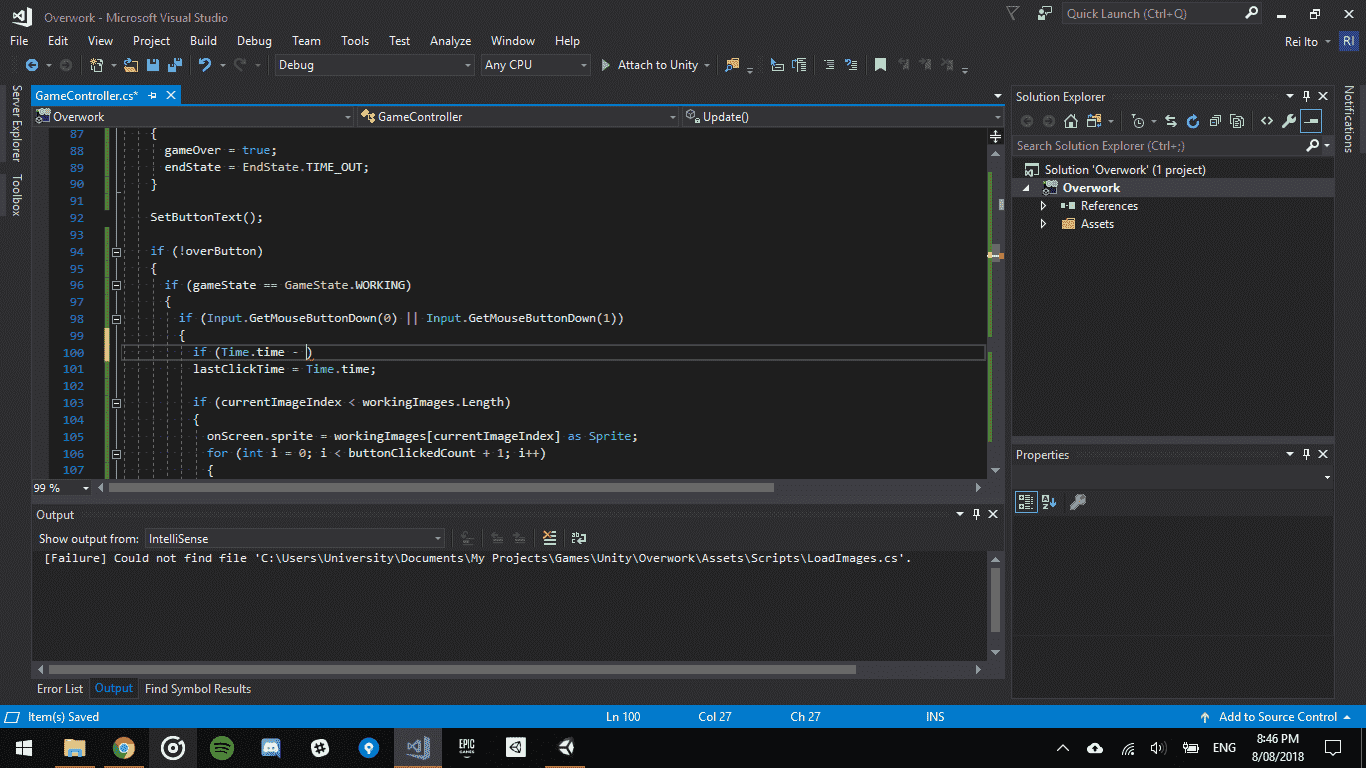 Overwork - Microsoft Visual Studio
Quick Launch (Ctrl+Q)
File Edit View Project Build Debug Team Tools Test Analyze Window Help
Rei Ito RI
Debug Any CPU Attach to Unity
Server Explorer
Toolbox
GameController.cs*
Overwork GameController Update()
87 {
88 gameOver = true;
89 endState = EndState.TIME_OUT;
90 }
91
92 SetButtonText();
93
94 if (!overButton)
95 {
96 if (gameState == GameState.WORKING)
97 {
98 if (Input.GetMouseButtonDown(0) || Input.GetMouseButtonDown(1))
99 {
100 if (Time.time - )
101 lastClickTime = Time.time;
102
103 if (currentImageIndex < workingImages.Length)
104 {
105 onScreen.sprite = workingImages[currentImageIndex] as Sprite;
106 for (int i = 0; i < buttonClickedCount + 1; i++)
107 {
99 %
Output
Show output from: IntelliSense
[Failure] Could not find file 'C:\Users\University\Documents\My Projects\Games\Unity\Overwork\Assets\Scripts\LoadImages.cs'.
Error List Output Find Symbol Results
Solution Explorer
Search Solution Explorer (Ctrl+;)
Solution 'Overwork' (1 project)
Overwork
References
Assets
Properties
Notifications
Item(s) Saved Ln 100 Col 27 Ch 27 INS Add to Source Control
EPIC GAMES
ENG
8:46 PM
8/08/2018